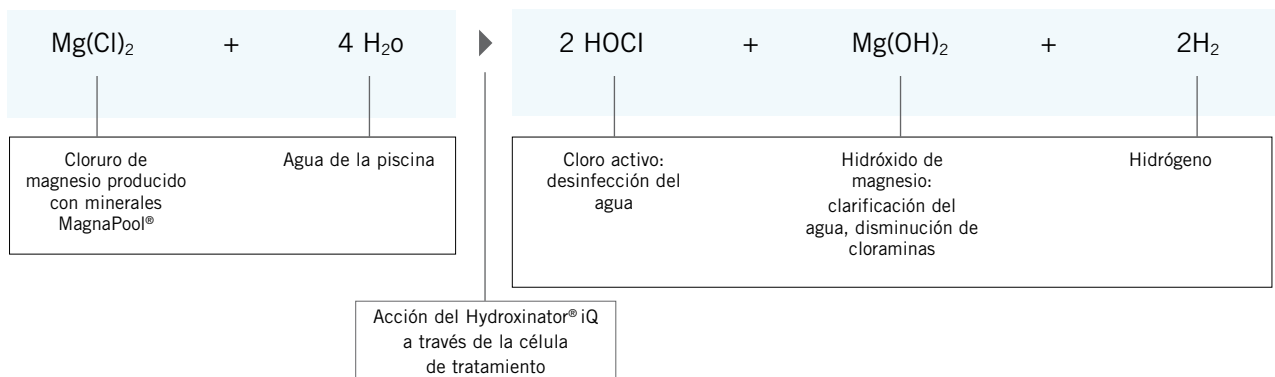 Mg(Cl)₂ + 4 H₂o ▶ 2 HOCl + Mg(OH)₂ + 2H₂
Cloruro de
magnesio producido
con minerales
MagnaPool®
Agua de la piscina
Cloro activo:
desinfección del
agua
Hidróxido de
magnesio:
clarificación del
agua, disminución de
cloraminas
Hidrógeno
Acción del Hydroxinator® iQ
a través de la célula
de tratamiento